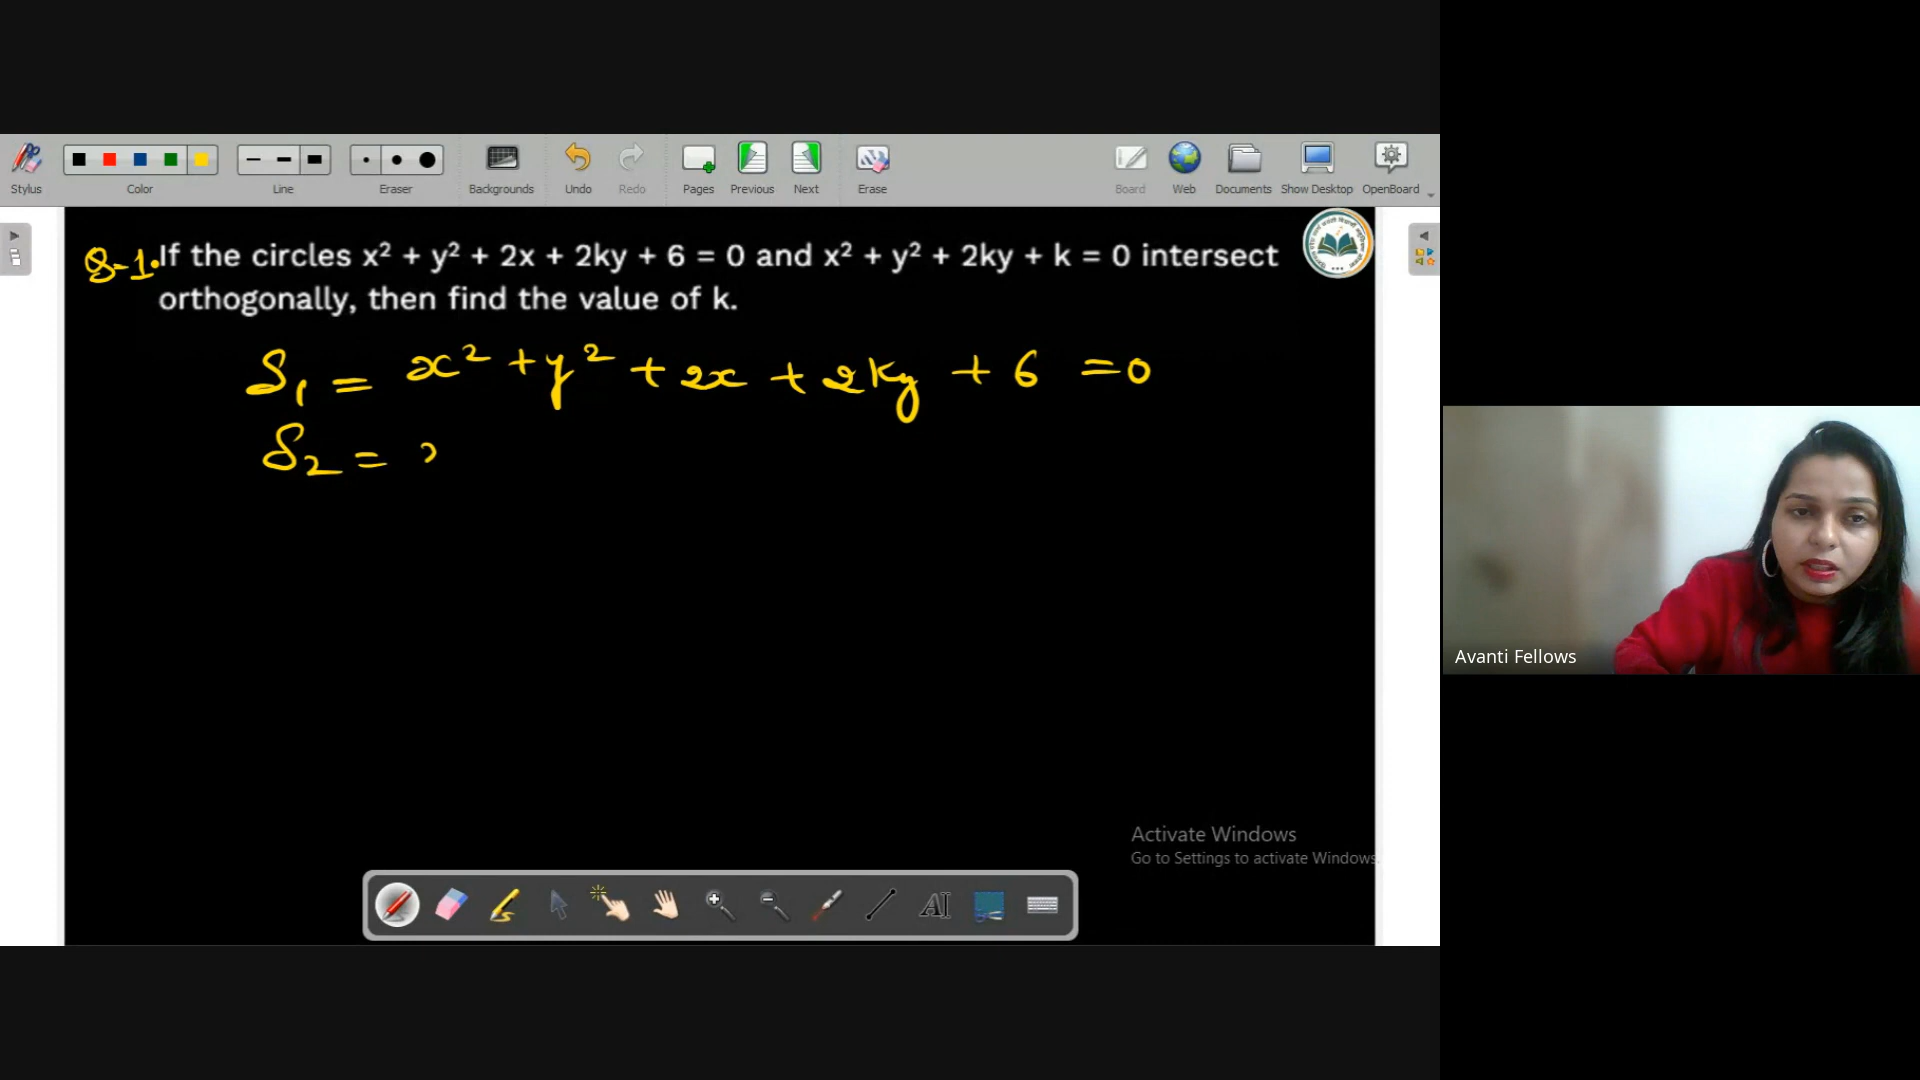 Stylus
Color
Line
Eraser
Backgrounds
Undo
Redo
Pages
Previous
Next
Erase
Board
Web
Documents
Show Desktop
OpenBoard
Q-1. If the circles x² + y² + 2x + 2ky + 6 = 0 and x² + y² + 2ky + k = 0 intersect
orthogonally, then find the value of k.
S₁ = x² + y² + 2x + 2ky + 6 = 0
S₂ =
Activate Windows
Go to Settings to activate Windows.
AI
Avanti Fellows